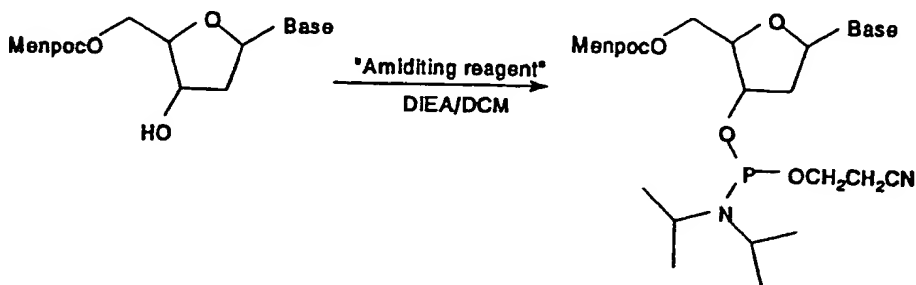 MenpocO
O
Base
HO
"Amiditing reagent"
DIEA/DCM
MenpocO
O
Base
O
P
OCH2CH2CN
N